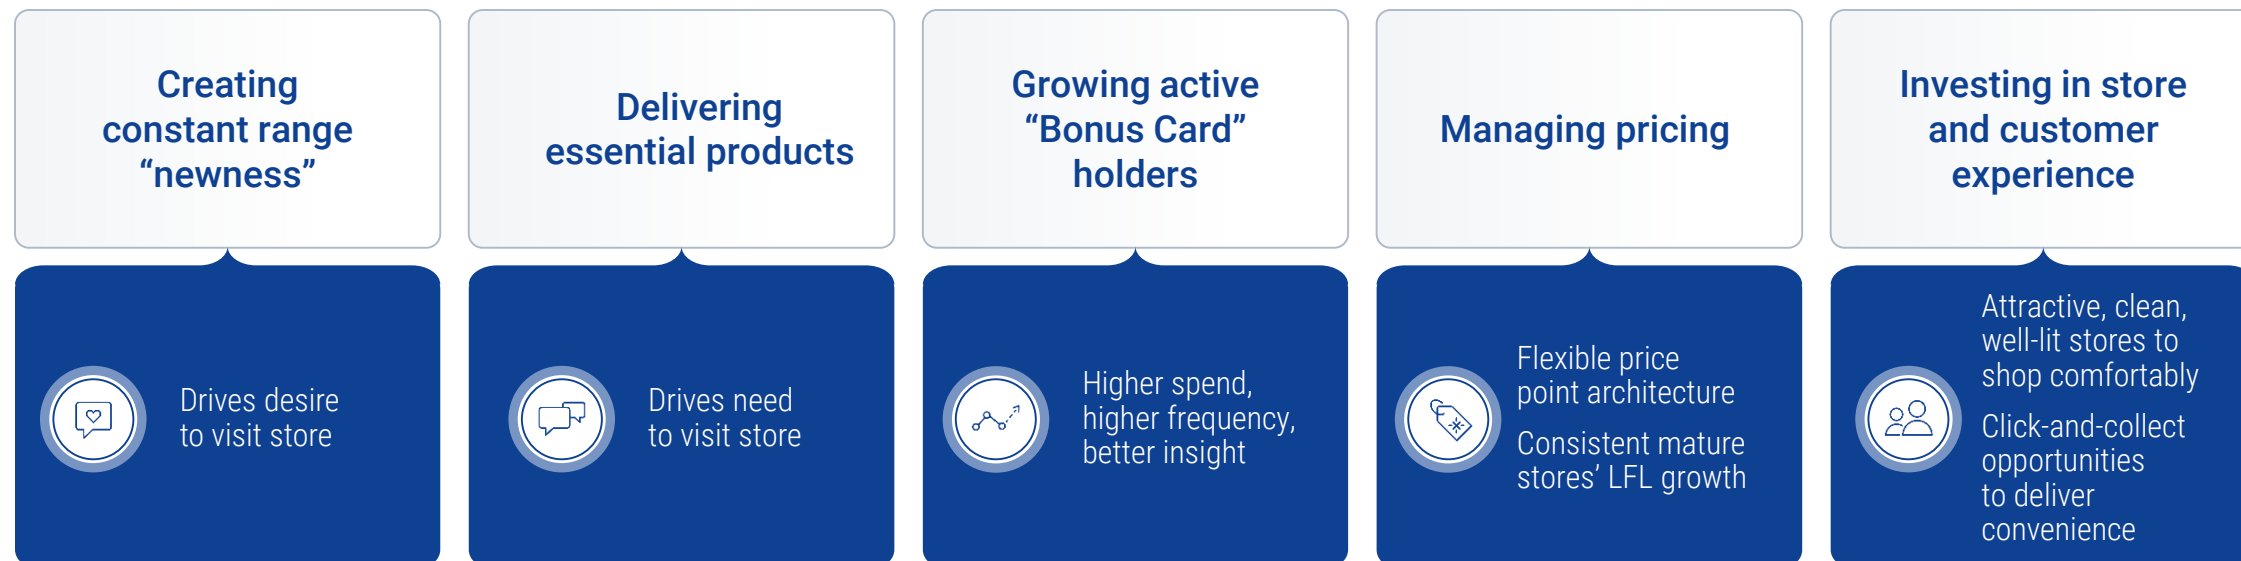 Creating
constant range
“newness”
Drives desire
to visit store
Delivering
essential products
Drives need
to visit store
Growing active
“Bonus Card”
holders
Higher spend,
higher frequency,
better insight
Managing pricing
Flexible price
point architecture
Consistent mature
stores’ LFL growth
Investing in store
and customer
experience
Attractive, clean,
well-lit stores to
shop comfortably
Click-and-collect
opportunities
to deliver
convenience